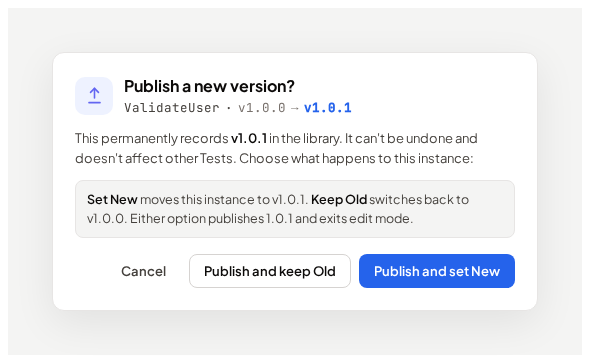 Publish a new version?
ValidateUser · v1.0.0 → v1.0.1
This permanently records v1.0.1 in the library. It can't be undone and
doesn't affect other Tests. Choose what happens to this instance:
Set New moves this instance to v1.0.1. Keep Old switches back to
v1.0.0. Either option publishes 1.0.1 and exits edit mode.
Cancel Publish and keep Old Publish and set New